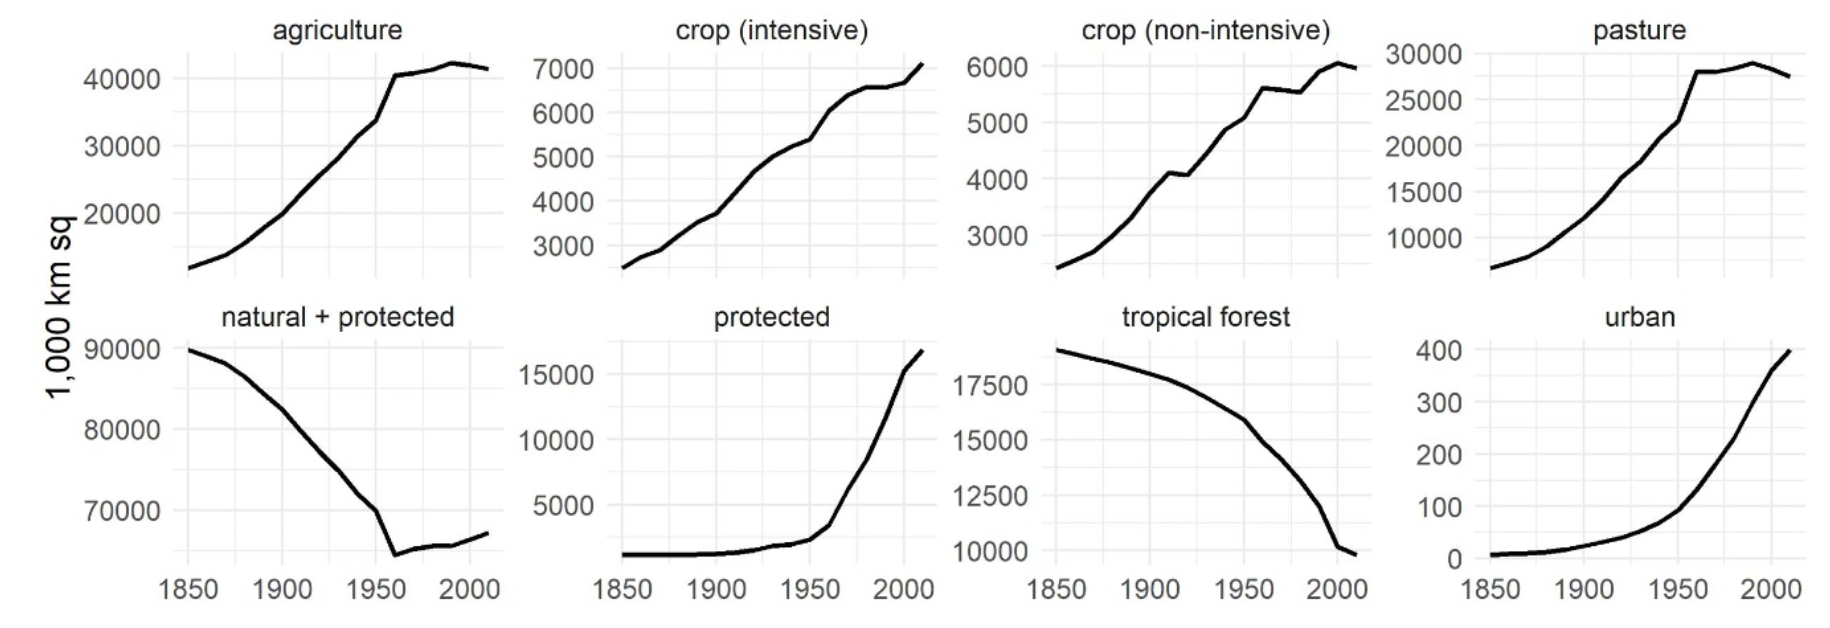 agriculture
crop (intensive)
crop (non-intensive)
pasture
40000
30000
20000
7000
6000
5000
4000
3000
6000
5000
4000
3000
30000
25000
20000
15000
10000
1,000 km sq
natural + protected
protected
tropical forest
urban
90000
80000
70000
15000
10000
5000
17500
15000
12500
10000
400
300
200
100
0
1850 1900 1950 2000
1850 1900 1950 2000
1850 1900 1950 2000
1850 1900 1950 2000